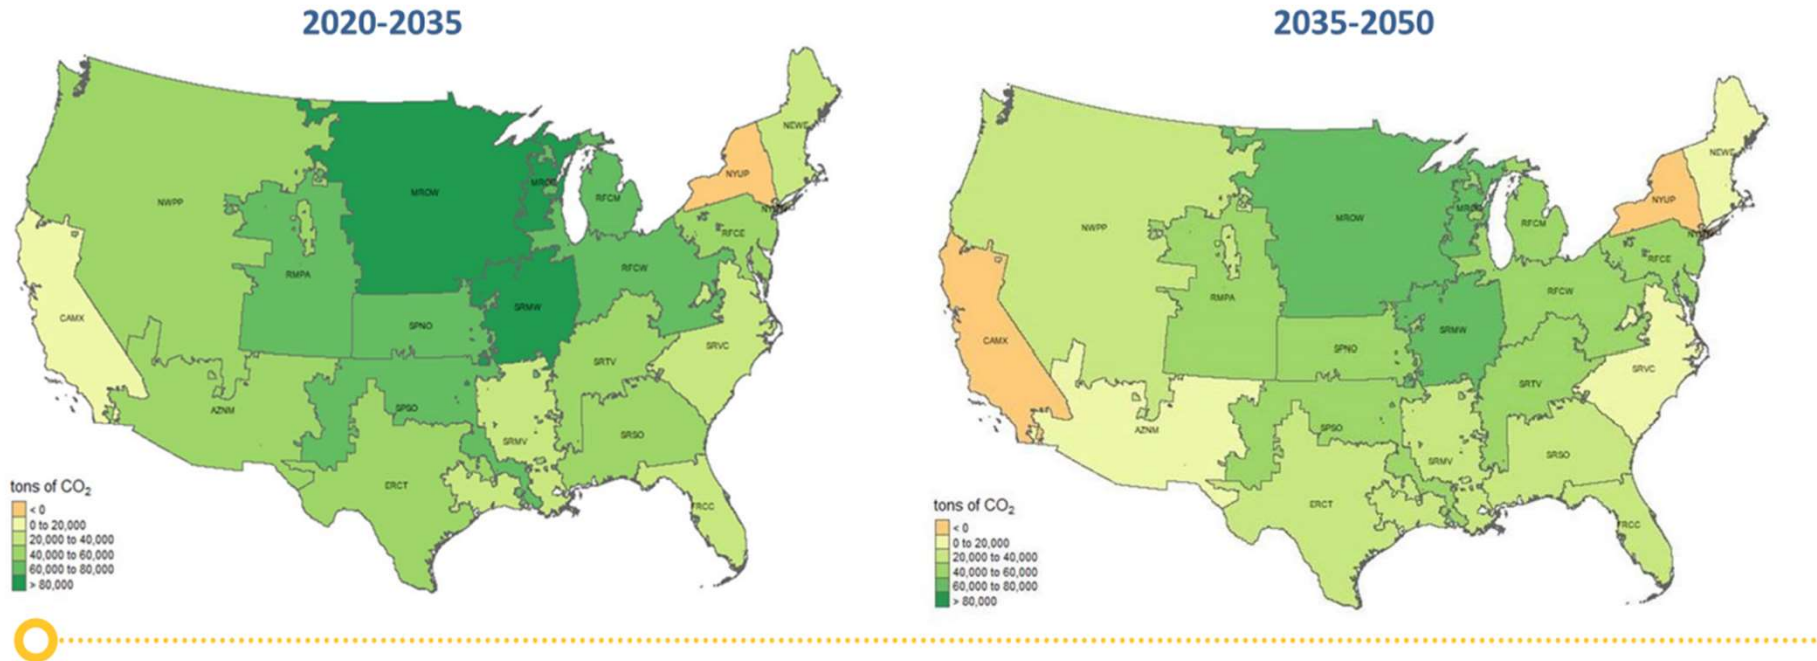 2020-2035
NEWE
NYUP
MROW
MROE
RFCM
NWPP
RFCE
RMPA
RFCW
SRMW
CAMX
SPNO
SRVC
SRTV
AZNM
SPSO
SRMV
SRSO
ERCT
FRCC
tons of CO₂
< 0
0 to 20,000
20,000 to 40,000
40,000 to 60,000
60,000 to 80,000
> 80,000
2035-2050
NEWE
NYUP
MROE
MROW
RFCM
NWPP
RFCE
RFCW
RMPA
SRMW
CAMX
SPNO
SRVC
SRTV
AZNM
SPSO
SRMV
SRSO
ERCT
FRCC
tons of CO₂
< 0
0 to 20,000
20,000 to 40,000
40,000 to 60,000
60,000 to 80,000
> 80,000